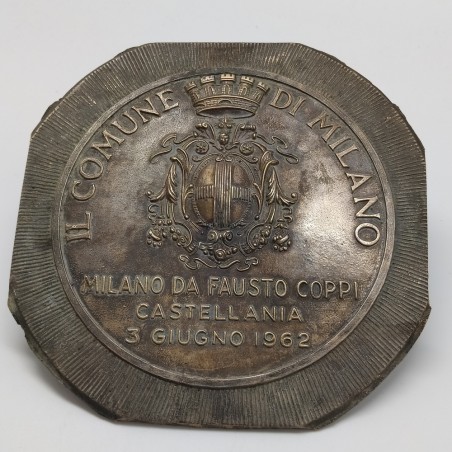 IL COMUNE DI MILANO
MILANO DA FAUSTO COPPI
CASTELLANIA
3 GIUGNO 1962